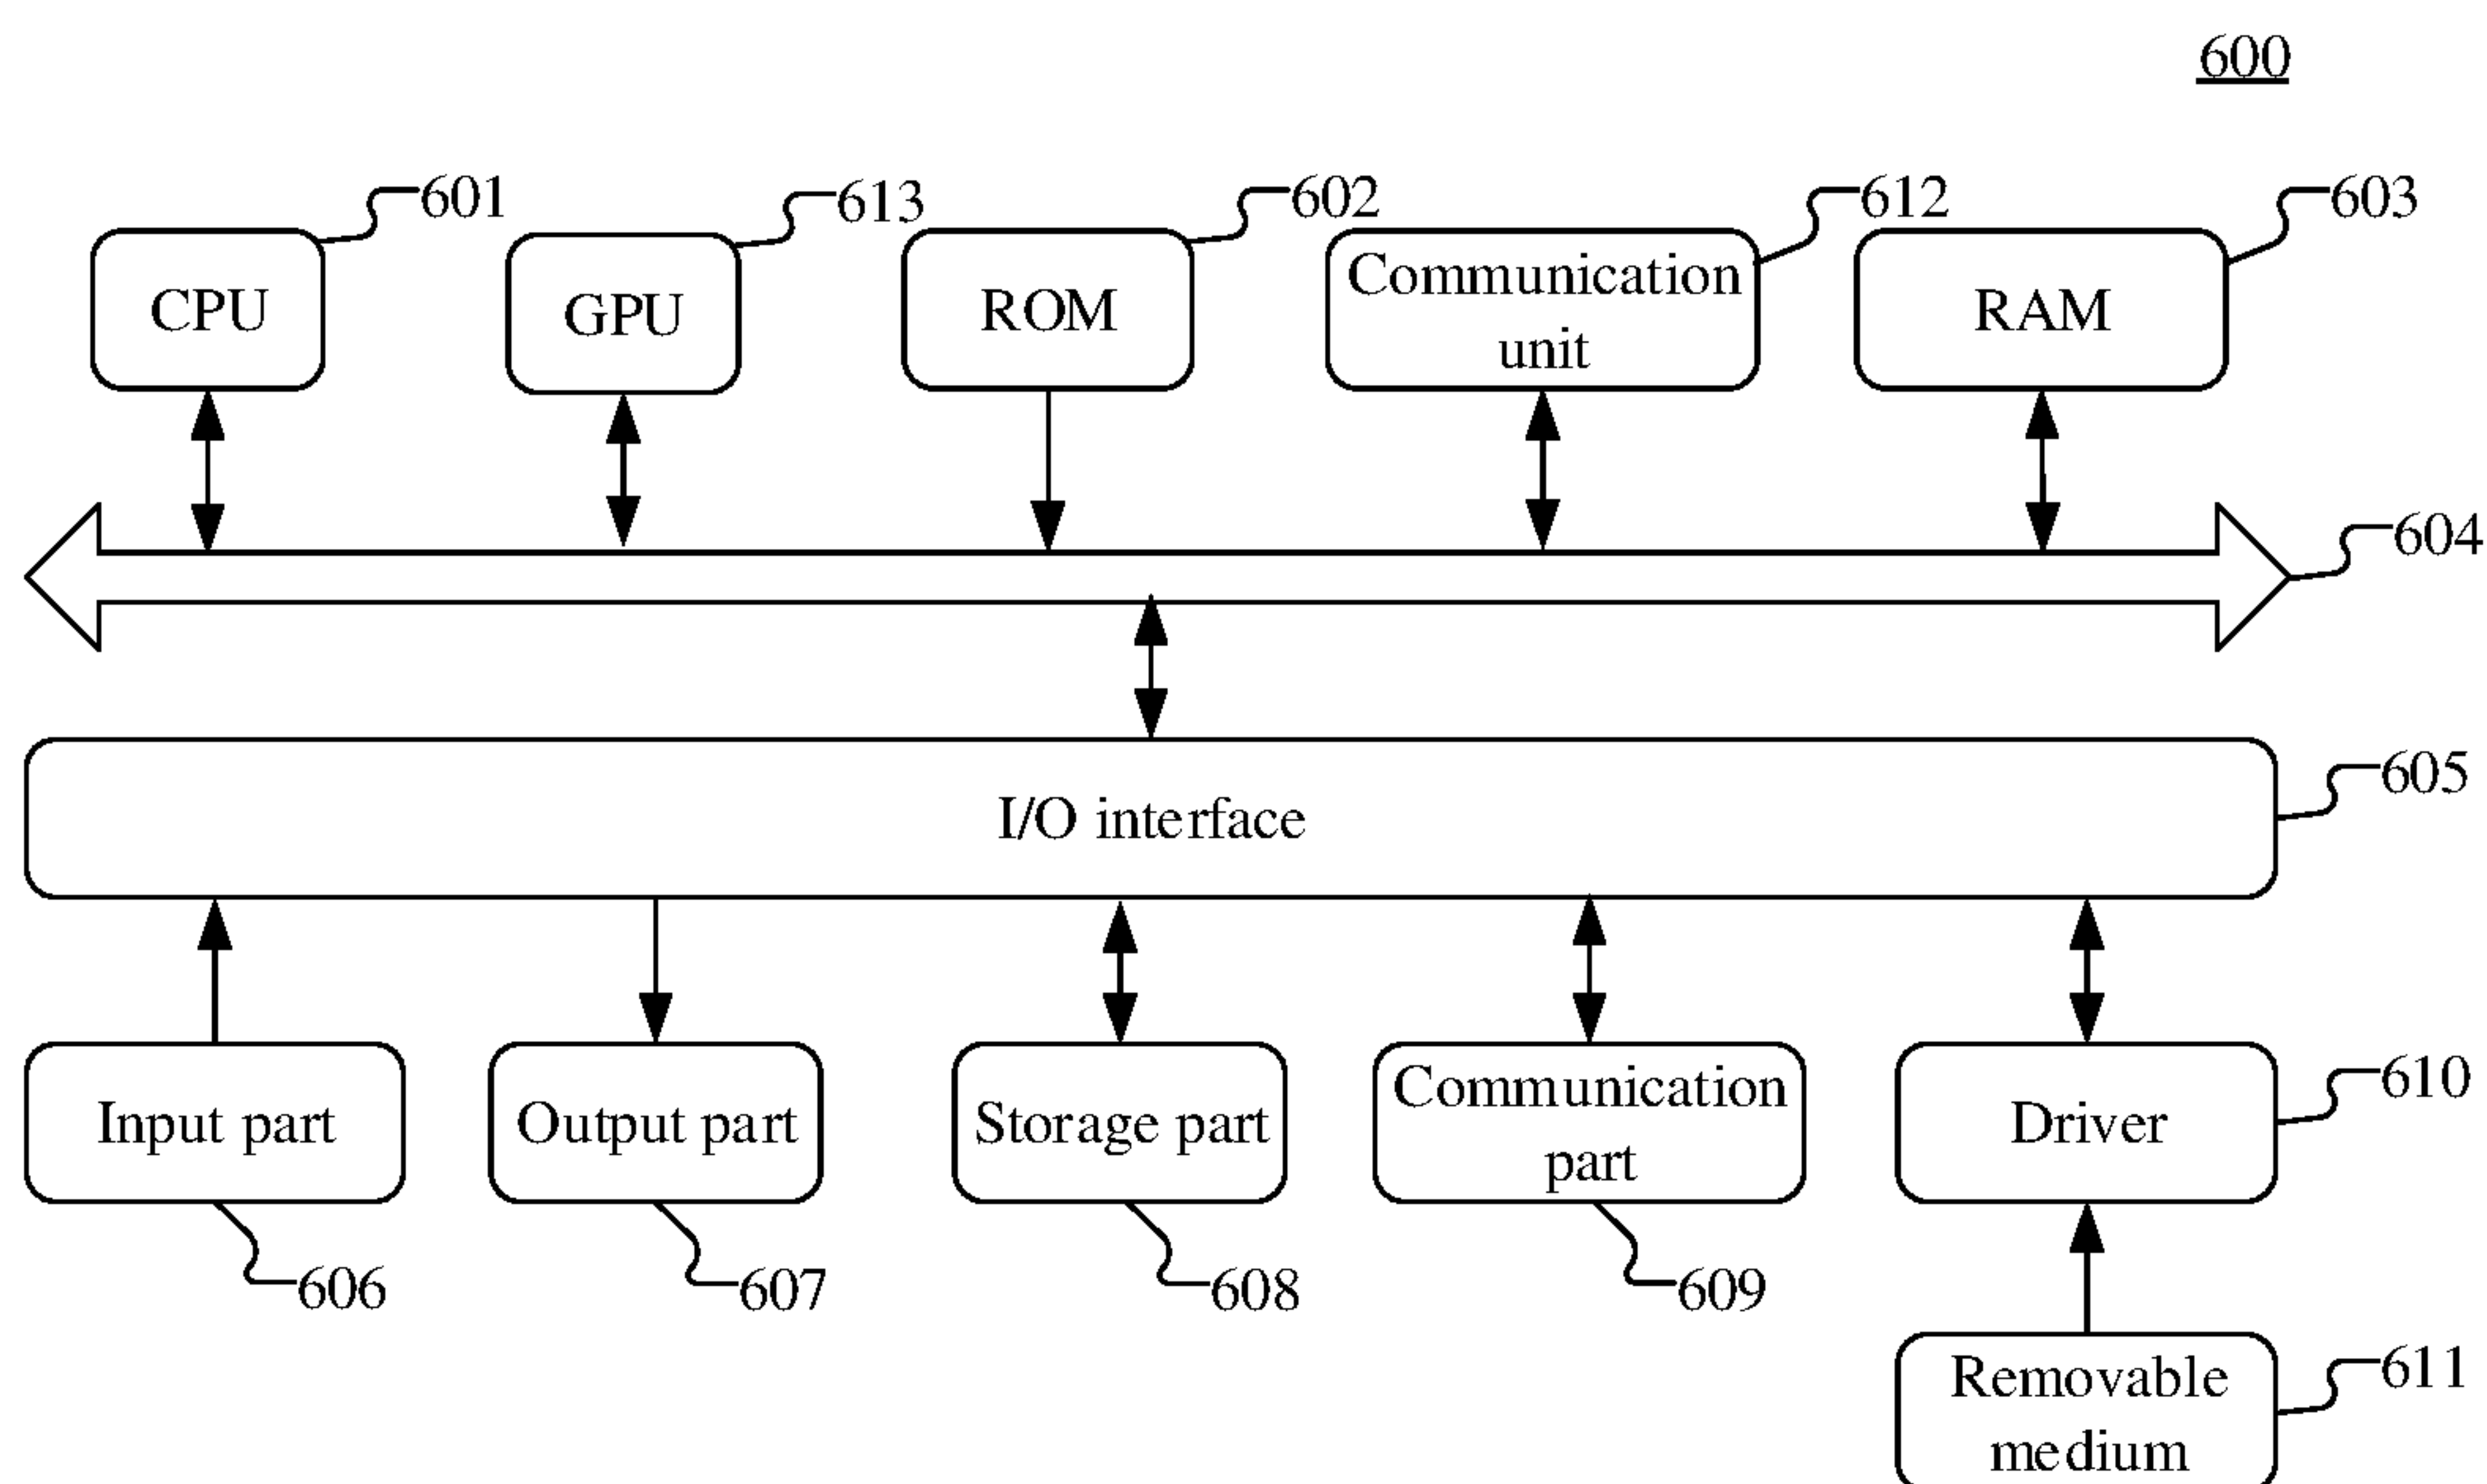 600
601
613
602
612
603
CPU
GPU
ROM
Communication
unit
RAM
604
605
I/O interface
Input part
Output part
Storage part
Communication
part
Driver
610
606
607
608
609
Removable
medium
611